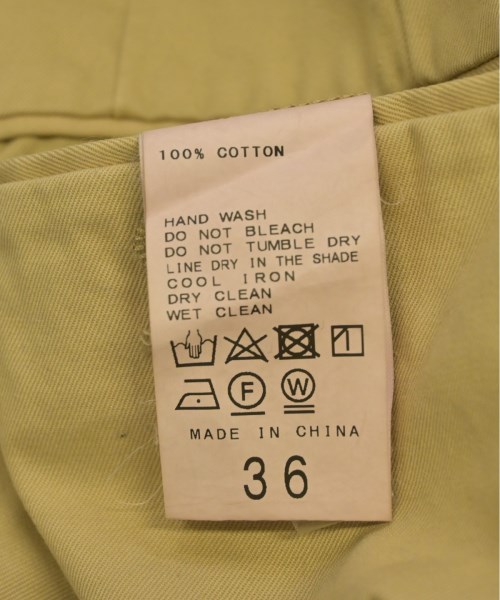 100% COTTON
HAND WASH
DO NOT BLEACH
DO NOT TUMBLE DRY
LINE DRY IN THE SHADE
COOL IRON
DRY CLEAN
WET CLEAN
F W
MADE IN CHINA
36